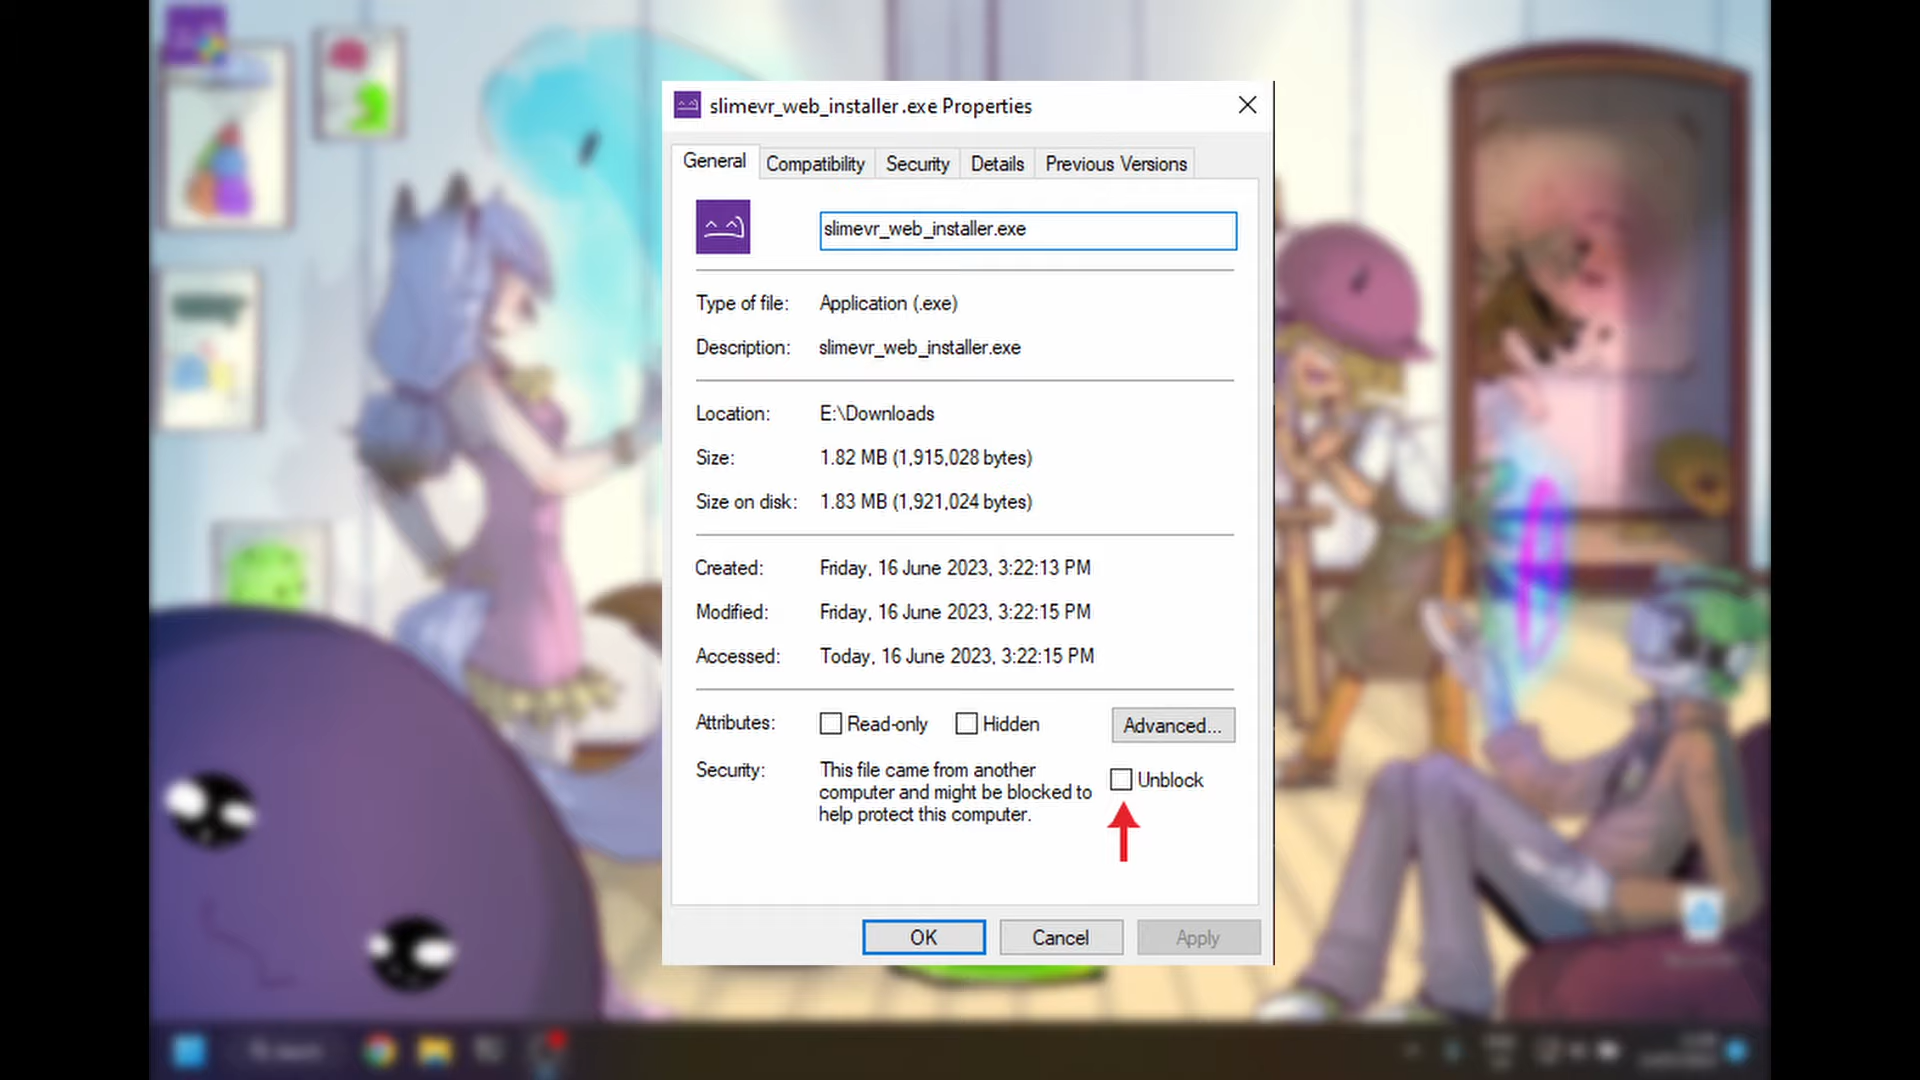 slimevr_web_installer.exe Properties
General Compatibility Security Details Previous Versions
slimevr_web_installer.exe
Type of file: Application (.exe)
Description: slimevr_web_installer.exe
Location: E:\Downloads
Size: 1.82 MB (1,915,028 bytes)
Size on disk: 1.83 MB (1,921,024 bytes)
Created: Friday, 16 June 2023, 3:22:13 PM
Modified: Friday, 16 June 2023, 3:22:15 PM
Accessed: Today, 16 June 2023, 3:22:15 PM
Attributes: Read-only Hidden Advanced...
Security: This file came from another
computer and might be blocked to
help protect this computer.
Unblock
OK Cancel Apply